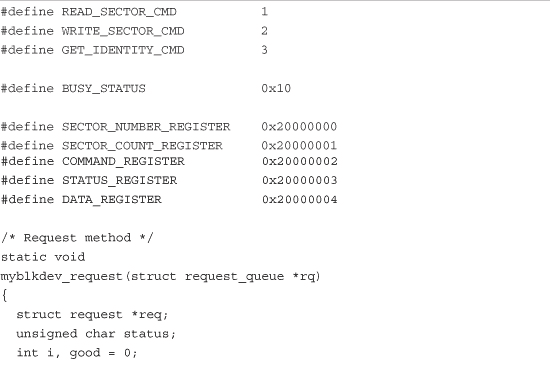 #define READ_SECTOR_CMD 1
#define WRITE_SECTOR_CMD 2
#define GET_IDENTITY_CMD 3
#define BUSY_STATUS 0x10
#define SECTOR_NUMBER_REGISTER 0x20000000
#define SECTOR_COUNT_REGISTER 0x20000001
#define COMMAND_REGISTER 0x20000002
#define STATUS_REGISTER 0x20000003
#define DATA_REGISTER 0x20000004
/* Request method */
static void
myblkdev_request(struct request_queue *rq)
{
struct request *req;
unsigned char status;
int i, good = 0;